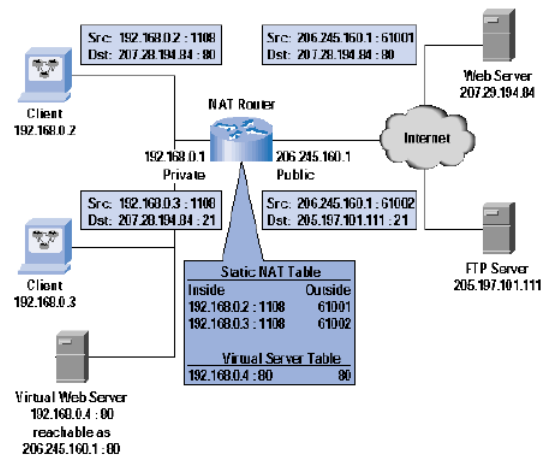 Src: 192.168.0.2 : 1108
Dst: 207.28.194.84 : 80
Src: 206.245.160.1 : 61001
Dst: 207.28.194.84 : 80
Client
192.168.0.2
NAT Router
Web Server
207.29.194.84
Internet
192.168.0.1
Private
206.245.160.1
Public
Src: 192.168.0.3 : 1108
Dst: 207.28.194.84 : 21
Src: 206.245.160.1 : 61002
Dst: 205.197.101.111 : 21
Client
192.168.0.3
FTP Server
205.197.101.111
Static NAT Table
Inside Outside
192.168.0.2 : 1108 61001
192.168.0.3 : 1108 61002
Virtual Server Table
192.168.0.4 : 80 80
Virtual Web Server
192.168.0.4 : 80
reachable as
206.245.160.1 : 80